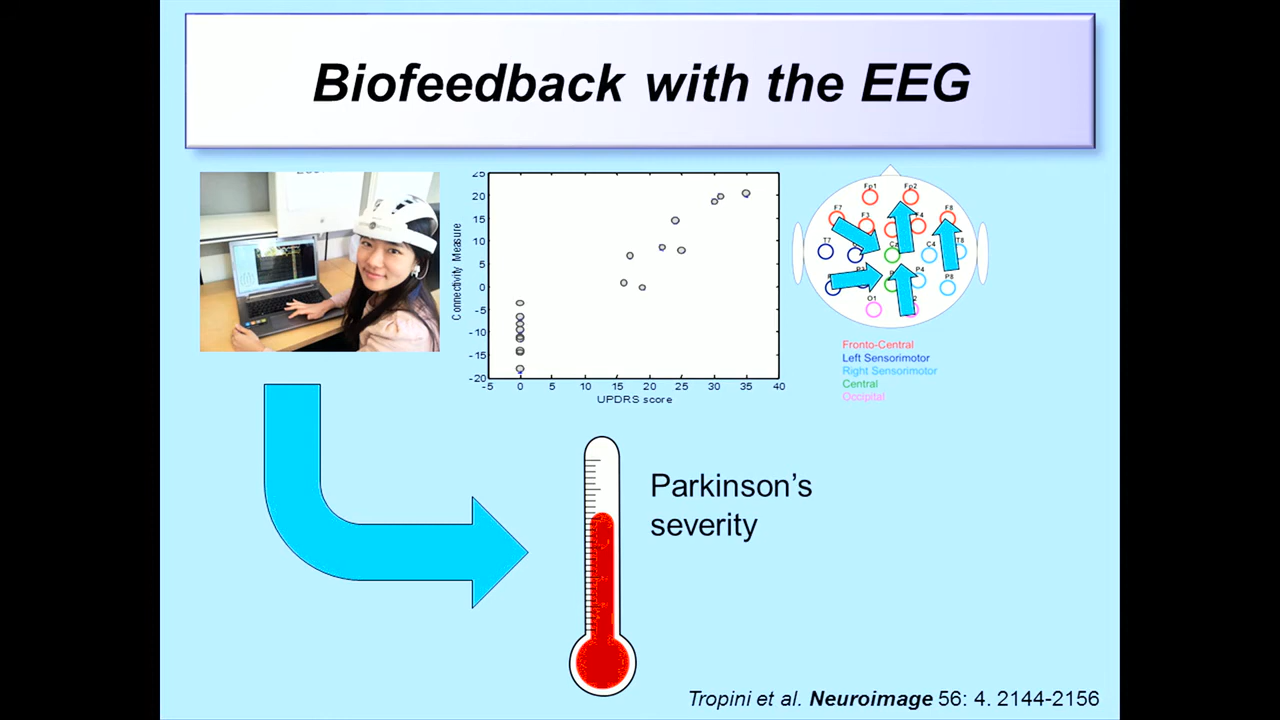 Biofeedback with the EEG
25
20
15
10
5
0
-5
-10
-15
-20
Connectivity Measure
-5 0 5 10 15 20 25 30 35 40
UPDRS score
Fp1 Fp2
F7 F3 F4 F8
T7 C4 T8
P4 P8
O1
Fronto-Central
Left Sensorimotor
Right Sensorimotor
Central
Occipital
Parkinson's
severity
Tropini et al. Neuroimage 56: 4. 2144-2156